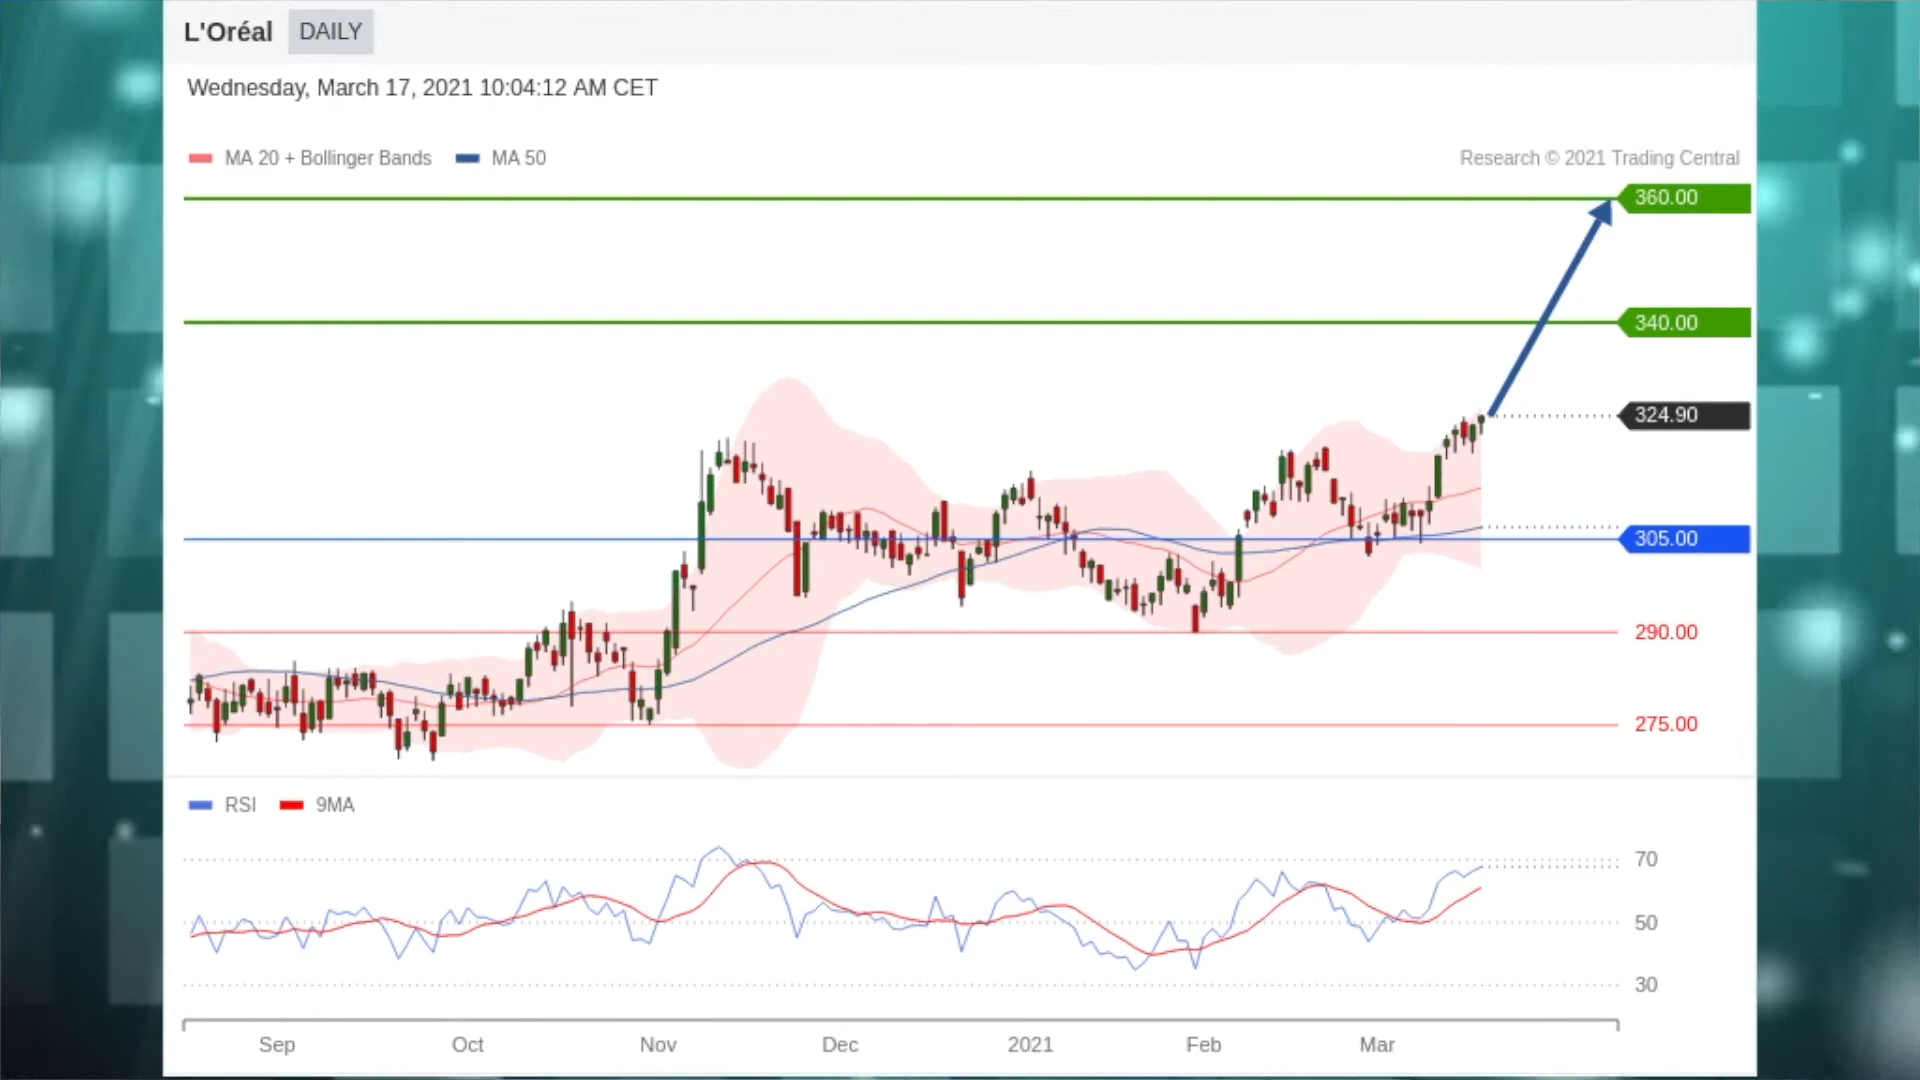 L'Oréal DAILY
Wednesday, March 17, 2021 10:04:12 AM CET
MA 20 + Bollinger Bands MA 50 Research © 2021 Trading Central
360.00
340.00
324.90
305.00
290.00
275.00
RSI 9MA
70
50
30
Sep Oct Nov Dec 2021 Feb Mar